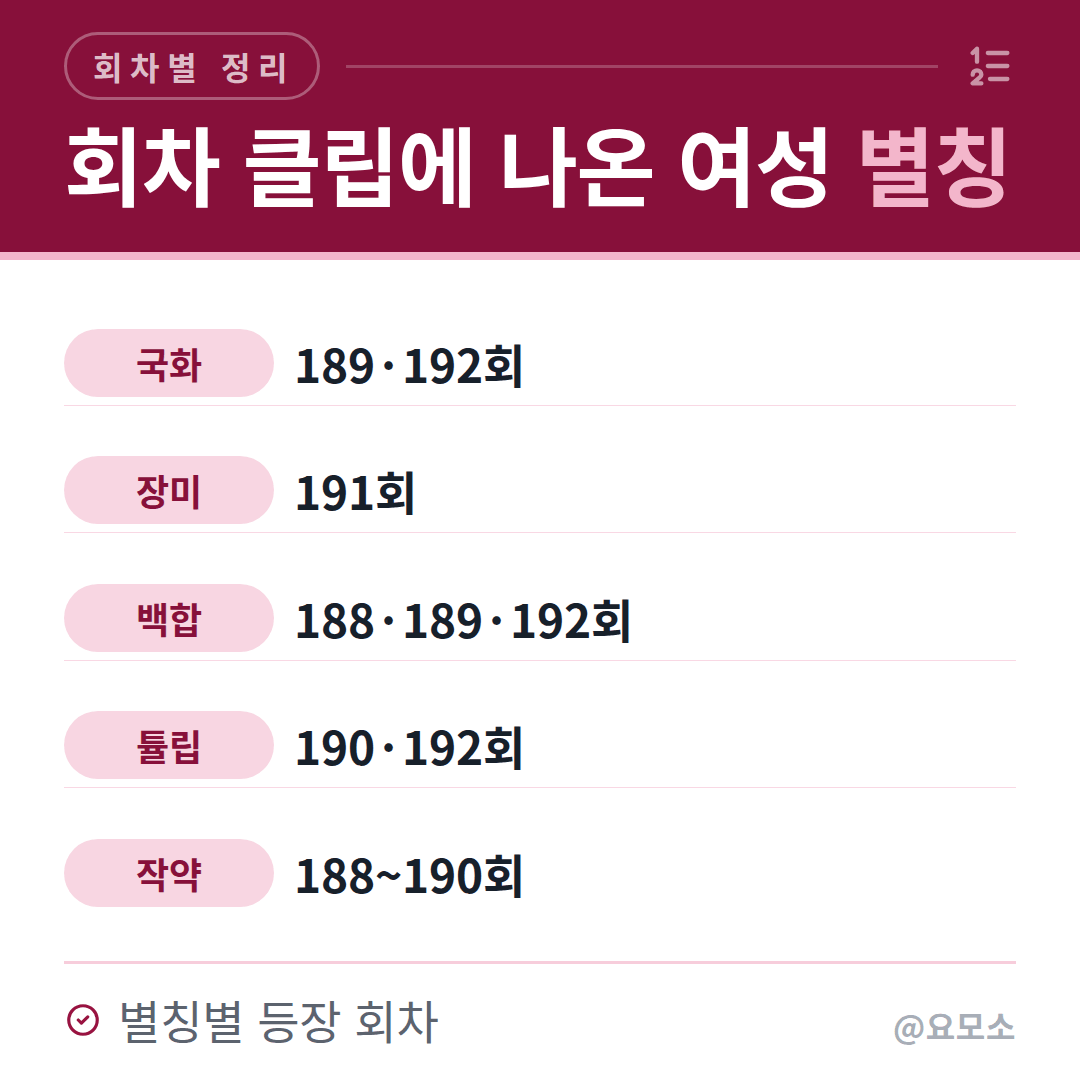 회차별 정리
회차 클립에 나온 여성 별칭
국화 189·192회
장미 191회
백합 188·189·192회
튤립 190·192회
작약 188~190회
별칭별 등장 회차
@요모소